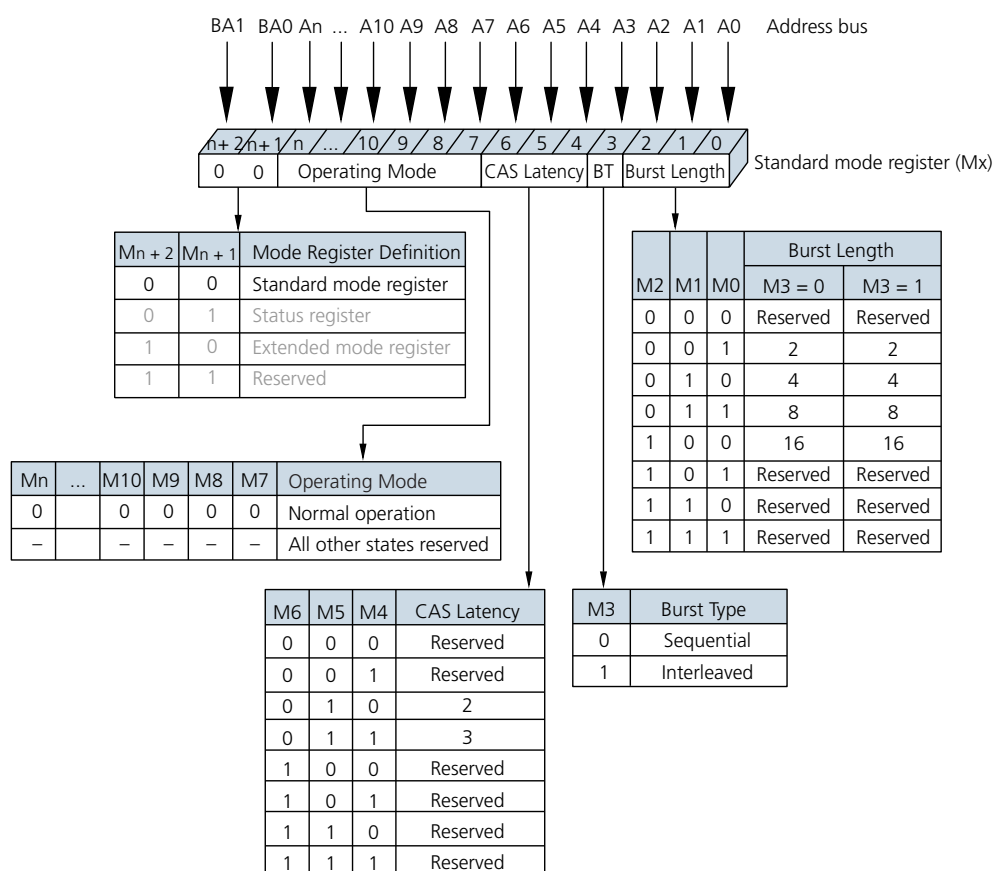 BA1 BA0 An ... A10 A9 A8 A7 A6 A5 A4 A3 A2 A1 A0 Address bus
n+ 2 n+ 1 n ... 10 9 8 7 6 5 4 3 2 1 0
Standard mode register (Mx)
0 0 Operating Mode CAS Latency BT Burst Length
Mn + 2 Mn + 1 Mode Register Definition
0 0 Standard mode register
0 1 Status register
1 0 Extended mode register
1 1 Reserved
Burst Length
M2 M1 M0 M3 = 0 M3 = 1
0 0 0 Reserved Reserved
0 0 1 2 2
0 1 0 4 4
0 1 1 8 8
1 0 0 16 16
1 0 1 Reserved Reserved
1 1 0 Reserved Reserved
1 1 1 Reserved Reserved
Mn ... M10 M9 M8 M7 Operating Mode
0 0 0 0 0 Normal operation
– – – – – All other states reserved
M6 M5 M4 CAS Latency
0 0 0 Reserved
0 0 1 Reserved
0 1 0 2
0 1 1 3
1 0 0 Reserved
1 0 1 Reserved
1 1 0 Reserved
1 1 1 Reserved
M3 Burst Type
0 Sequential
1 Interleaved